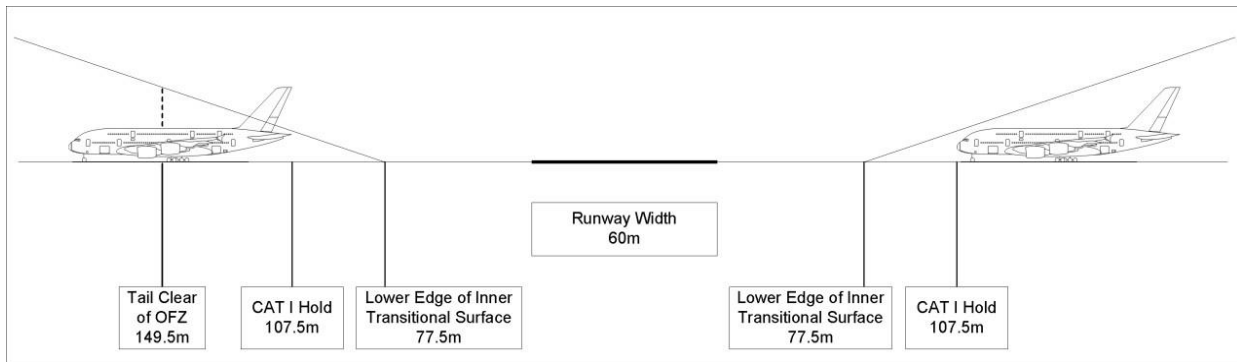 Runway Width
60m
Tail Clear
of OFZ
149.5m
CAT I Hold
107.5m
Lower Edge of Inner
Transitional Surface
77.5m
Lower Edge of Inner
Transitional Surface
77.5m
CAT I Hold
107.5m